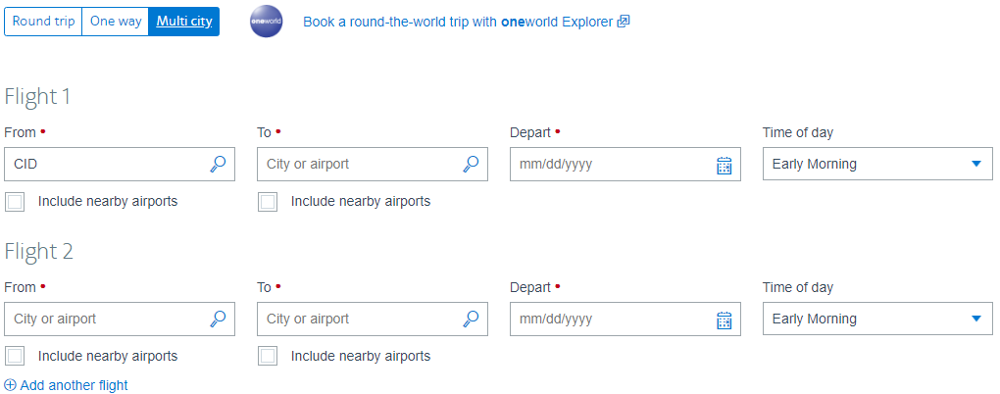 Round trip One way Multi city oneworld Book a round-the-world trip with oneworld Explorer
Flight 1
From • To • Depart • Time of day
CID City or airport mm/dd/yyyy Early Morning
Include nearby airports Include nearby airports
Flight 2
From • To • Depart • Time of day
City or airport City or airport mm/dd/yyyy Early Morning
Include nearby airports Include nearby airports
Add another flight